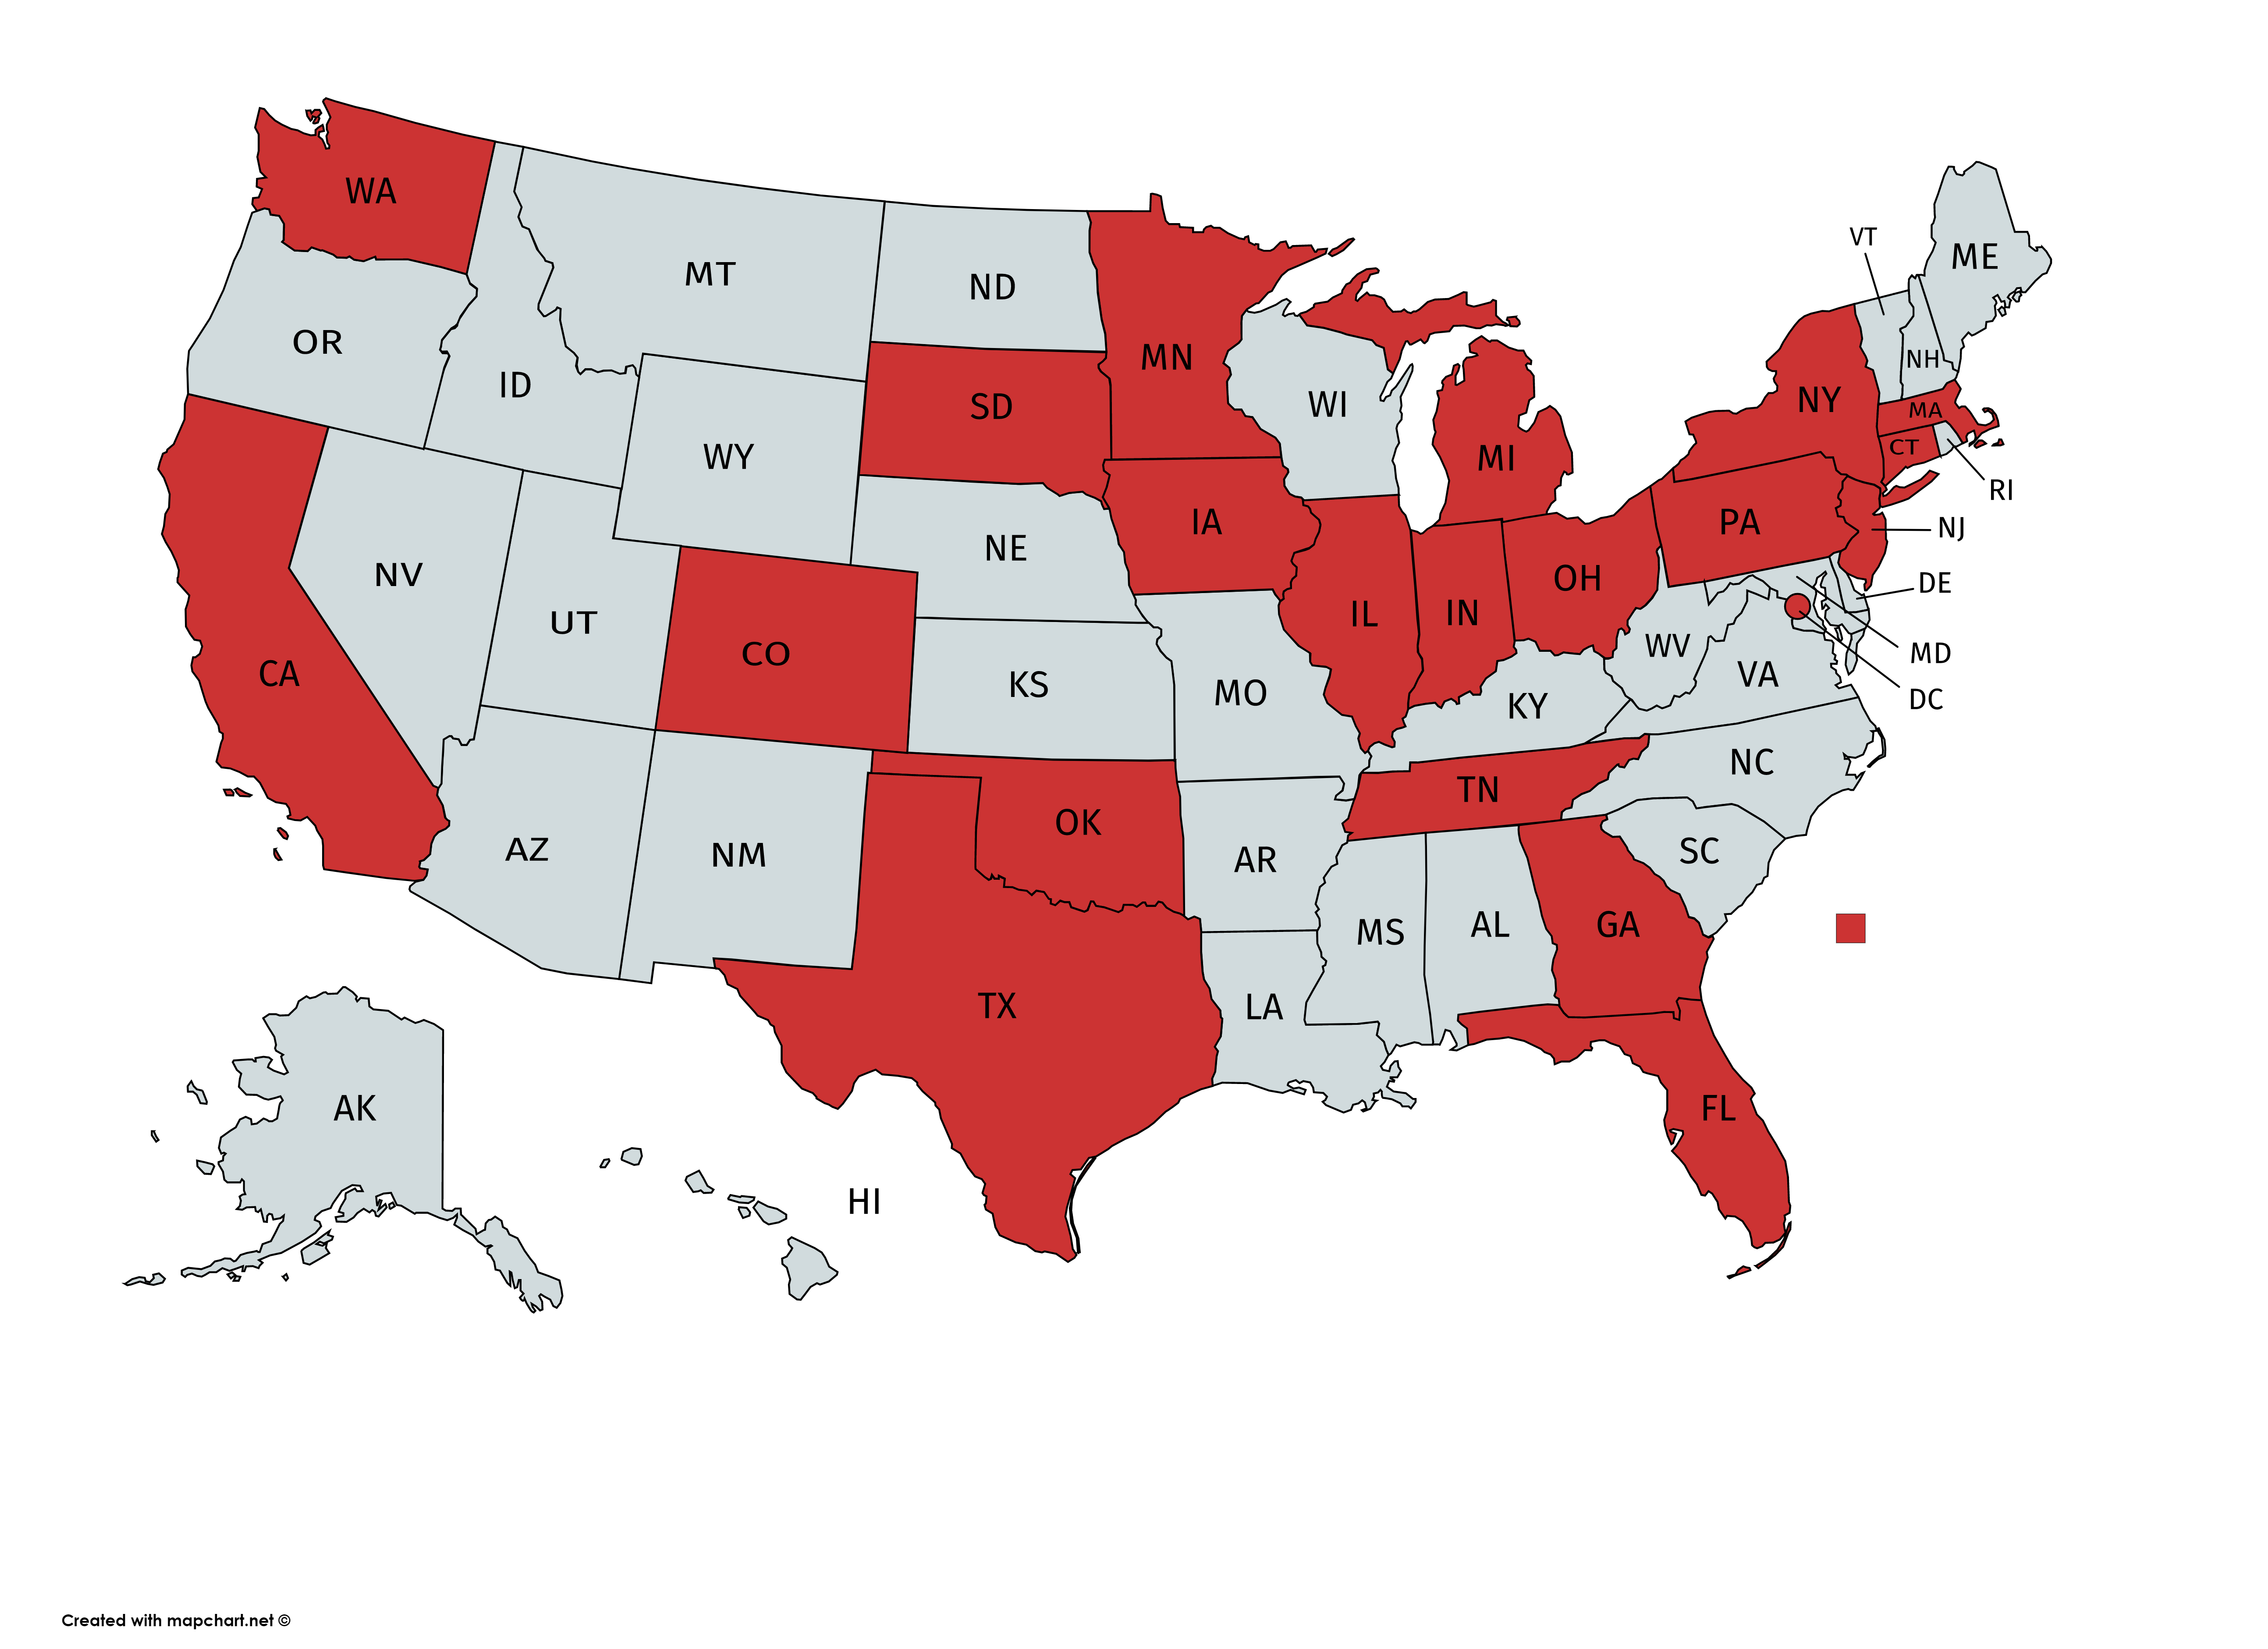 WA
MT
ND
MN
VT
ME
OR
ID
SD
WI
NH
NY
MA
WY
MI
CT
RI
IA
PA
NJ
NE
NV
OH
DE
UT
IL
IN
CO
WV
MD
CA
KS
MO
VA
DC
KY
NC
TN
OK
AZ
NM
AR
SC
MS
AL
GA
TX
LA
AK
FL
HI
Created with mapchart.net ©